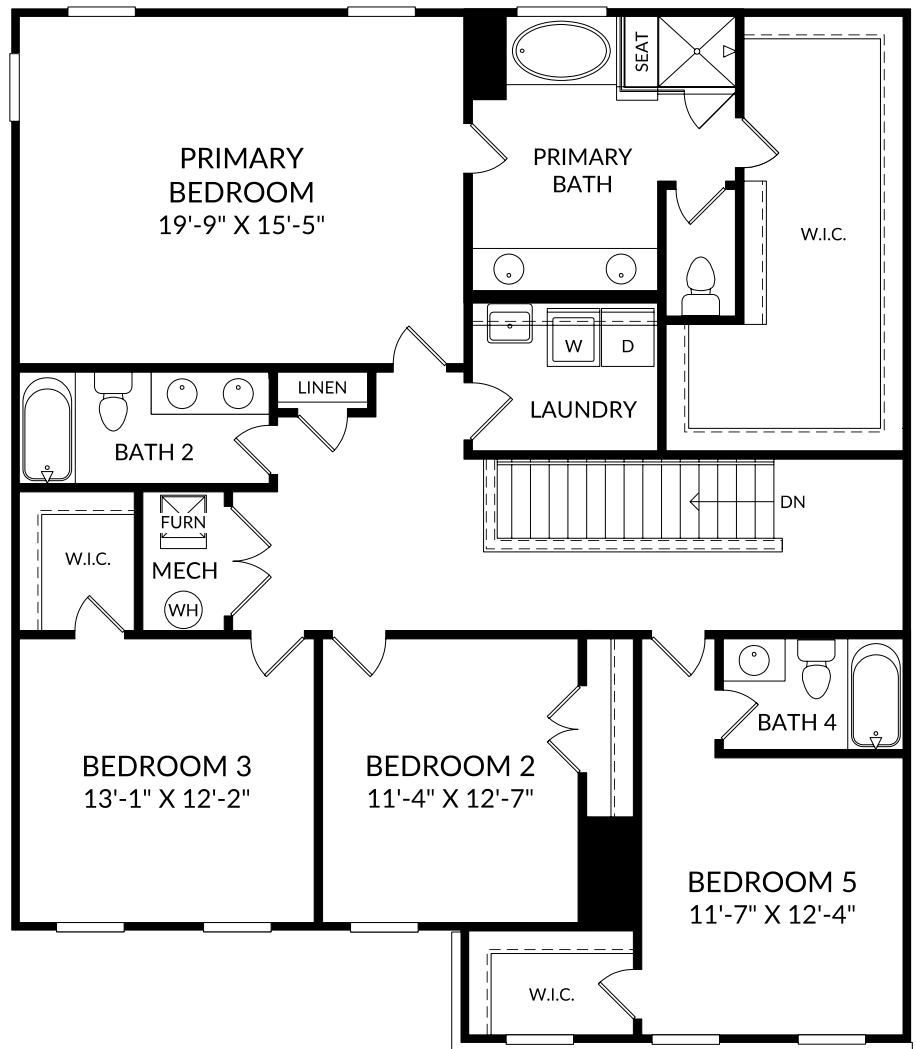 SEAT
PRIMARY
BEDROOM
19'-9" X 15'-5"
PRIMARY
BATH
W.I.C.
W
D
LINEN
LAUNDRY
BATH 2
DN
FURN
W.I.C.
MECH
WH
BATH 4
BEDROOM 3
13'-1" X 12'-2"
BEDROOM 2
11'-4" X 12'-7"
BEDROOM 5
11'-7" X 12'-4"
W.I.C.